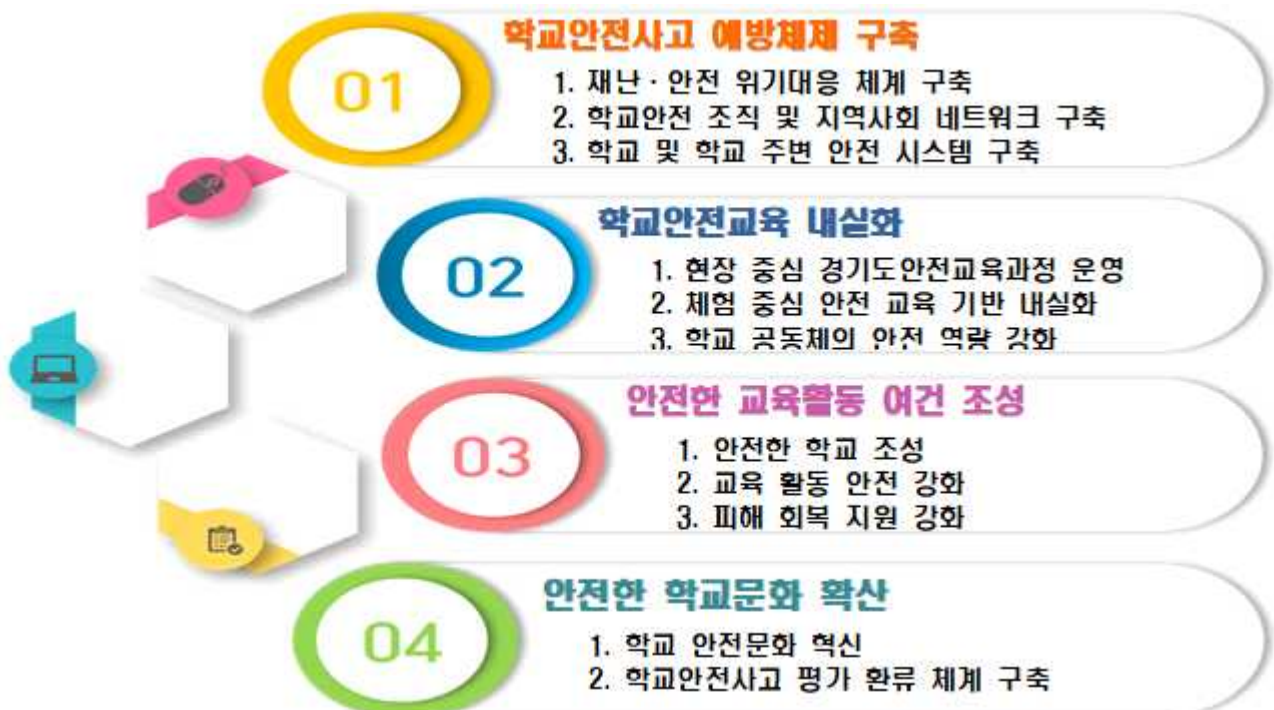 01
학교안전사고 예방체제 구축
1. 재난·안전 위기대응 체계 구축
2. 학교안전 조직 및 지역사회 네트워크 구축
3. 학교 및 학교 주변 안전 시스템 구축
02
학교안전교육 내실화
1. 현장 중심 경기도안전교육과정 운영
2. 체험 중심 안전 교육 기반 내실화
3. 학교 공동체의 안전 역량 강화
03
안전한 교육활동 여건 조성
1. 안전한 학교 조성
2. 교육 활동 안전 강화
3. 피해 회복 지원 강화
04
안전한 학교문화 확산
1. 학교 안전문화 혁신
2. 학교안전사고 평가 환류 체계 구축